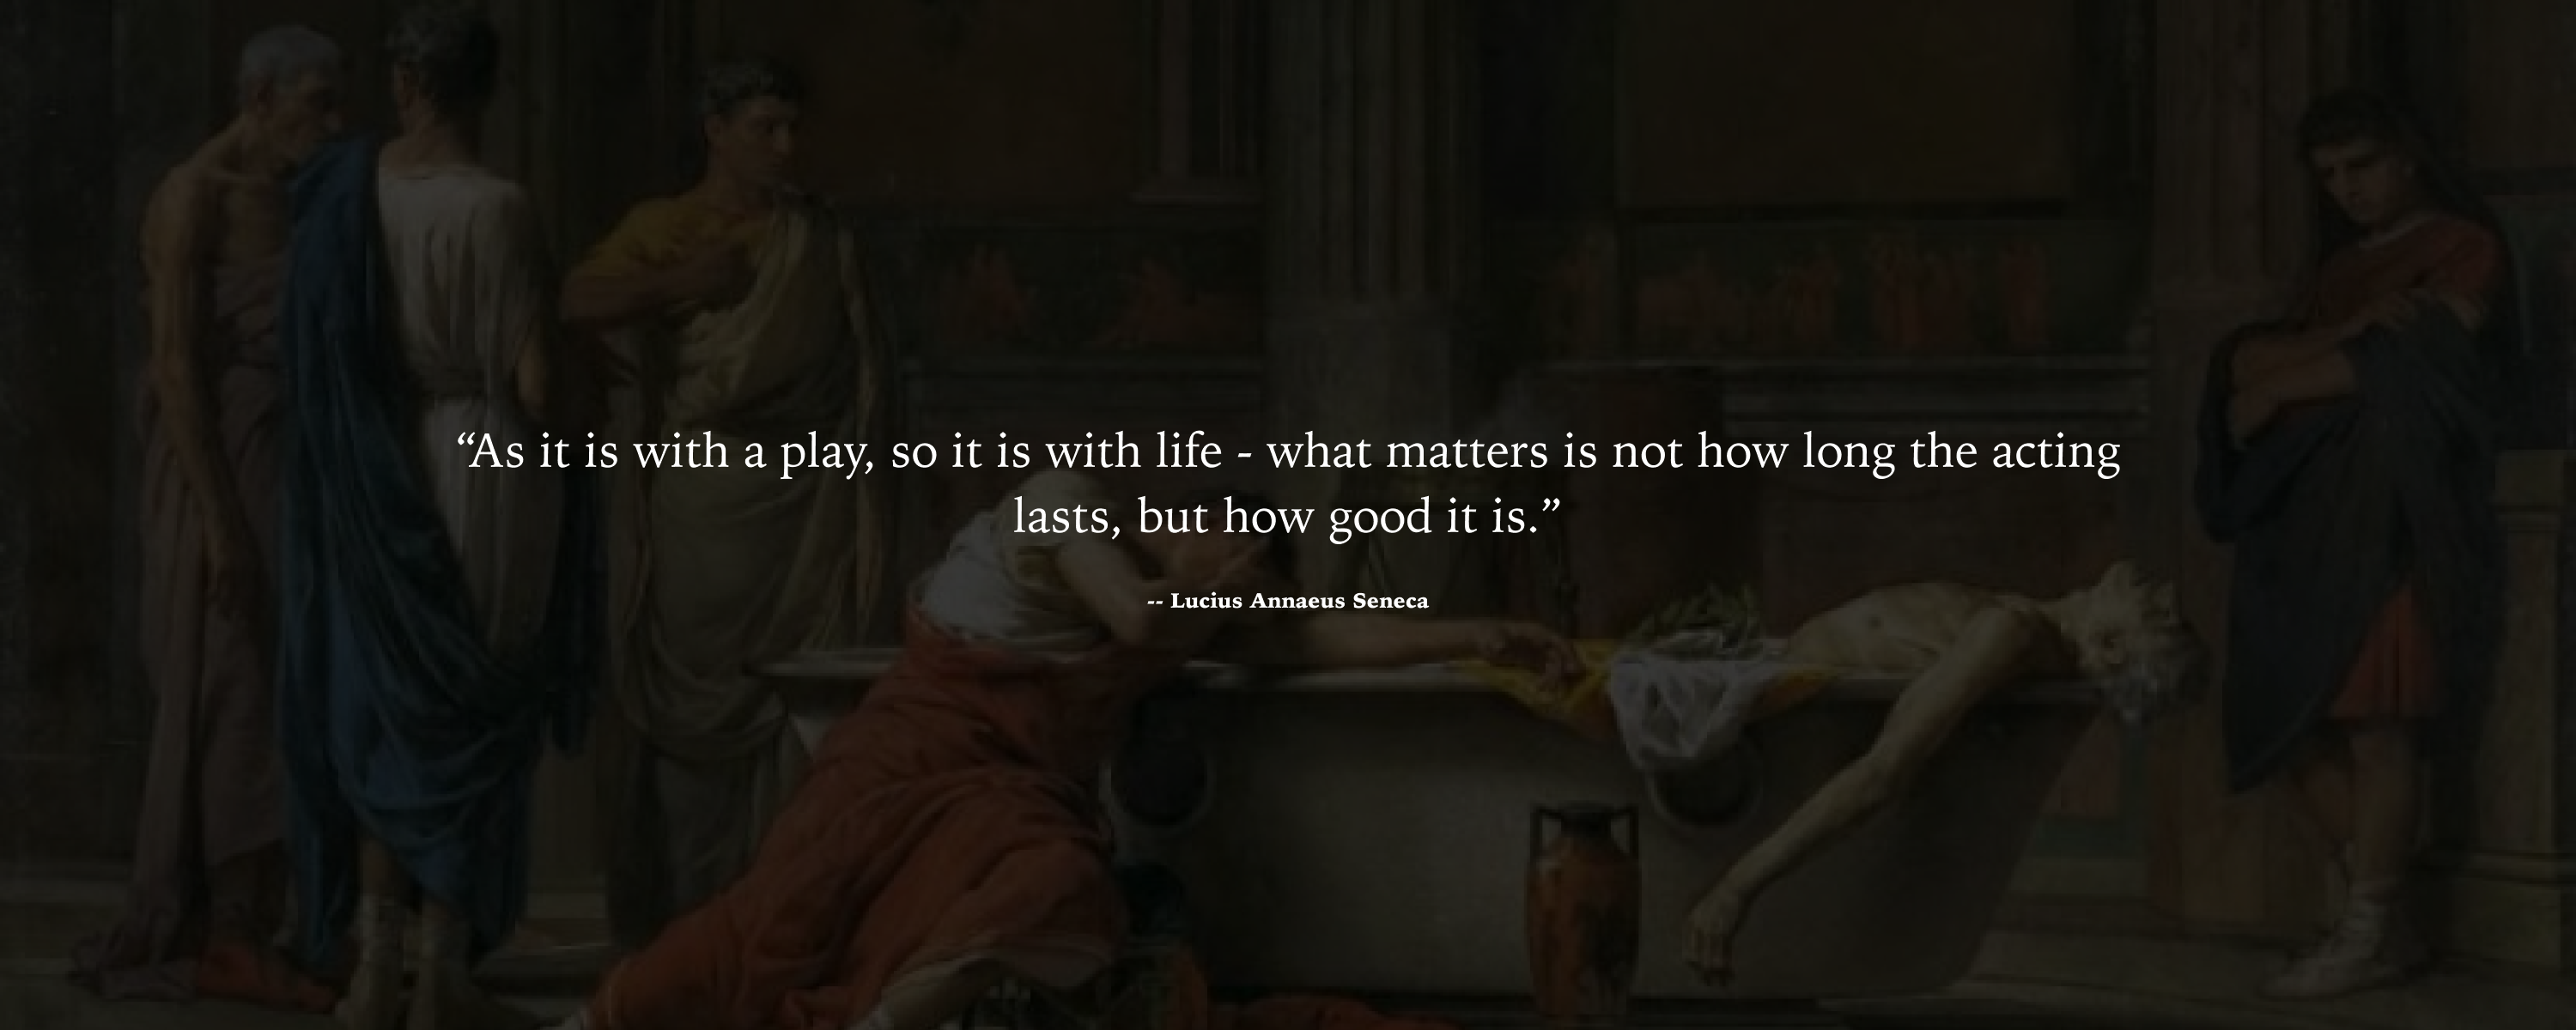 “As it is with a play, so it is with life - what matters is not how long the acting
lasts, but how good it is.”
-- Lucius Annaeus Seneca